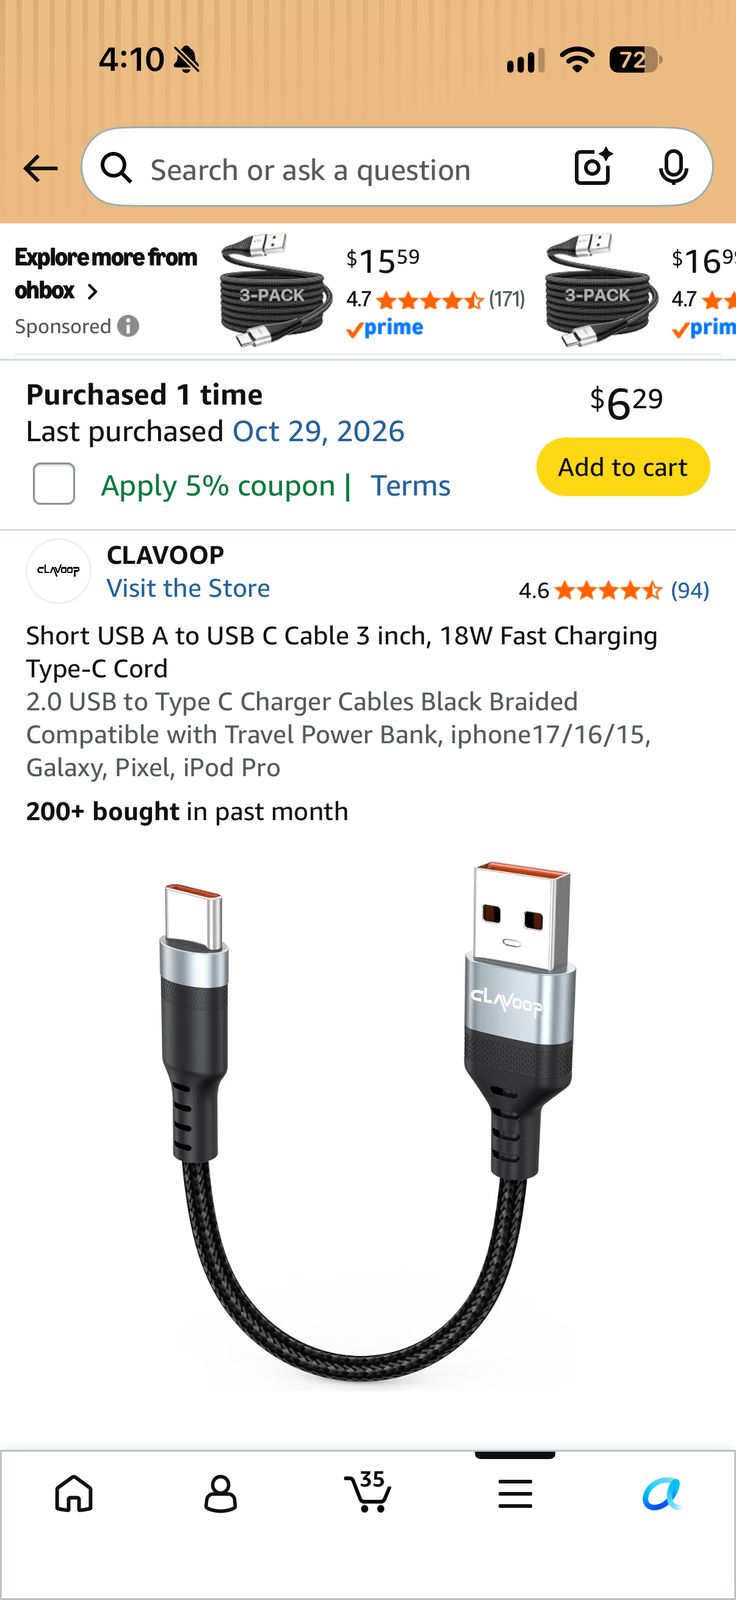 4:10
72
Search or ask a question
Explore more from
ohbox >
Sponsored
3-PACK
$1559
4.7 (171)
prime
3-PACK
$169
4.7
prim
Purchased 1 time
Last purchased Oct 29, 2026
$629
Add to cart
Apply 5% coupon | Terms
CLAVOOP
CLAVOOP
Visit the Store
4.6 (94)
Short USB A to USB C Cable 3 inch, 18W Fast Charging
Type-C Cord
2.0 USB to Type C Charger Cables Black Braided
Compatible with Travel Power Bank, iphone17/16/15,
Galaxy, Pixel, iPod Pro
200+ bought in past month
CLAVOOP
35